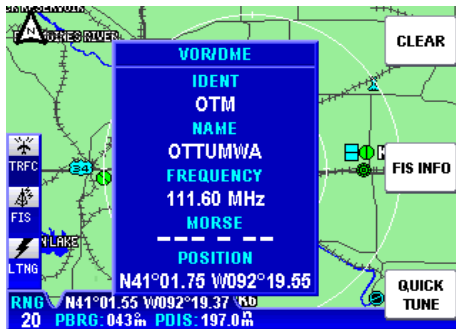 DES RIVER
CLEAR
VOR/DME
IDENT
OTM
NAME
OTTUMWA
FREQUENCY
111.60 MHz
MORSE
--- - --
POSITION
N41°01.75 W092°19.55
TRFC
34
FIS
LAKE
LTNG
FIS INFO
QUICK
TUNE
RNG N41°01.55 W092°19.37
20 PBRG: 043°m PDIS: 197.0nm